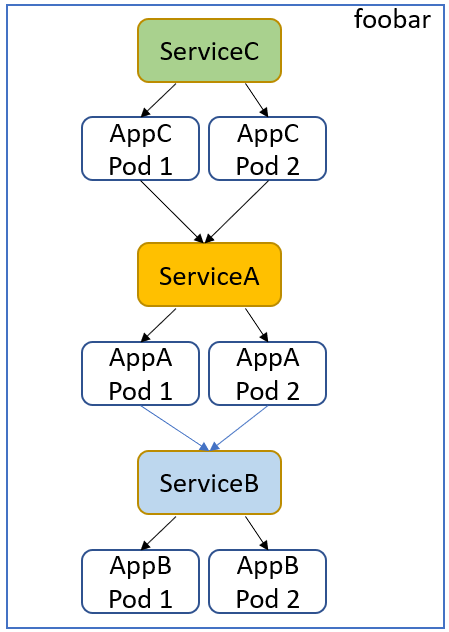 foobar
ServiceC
AppC
Pod 1
AppC
Pod 2
ServiceA
AppA
Pod 1
AppA
Pod 2
ServiceB
AppB
Pod 1
AppB
Pod 2